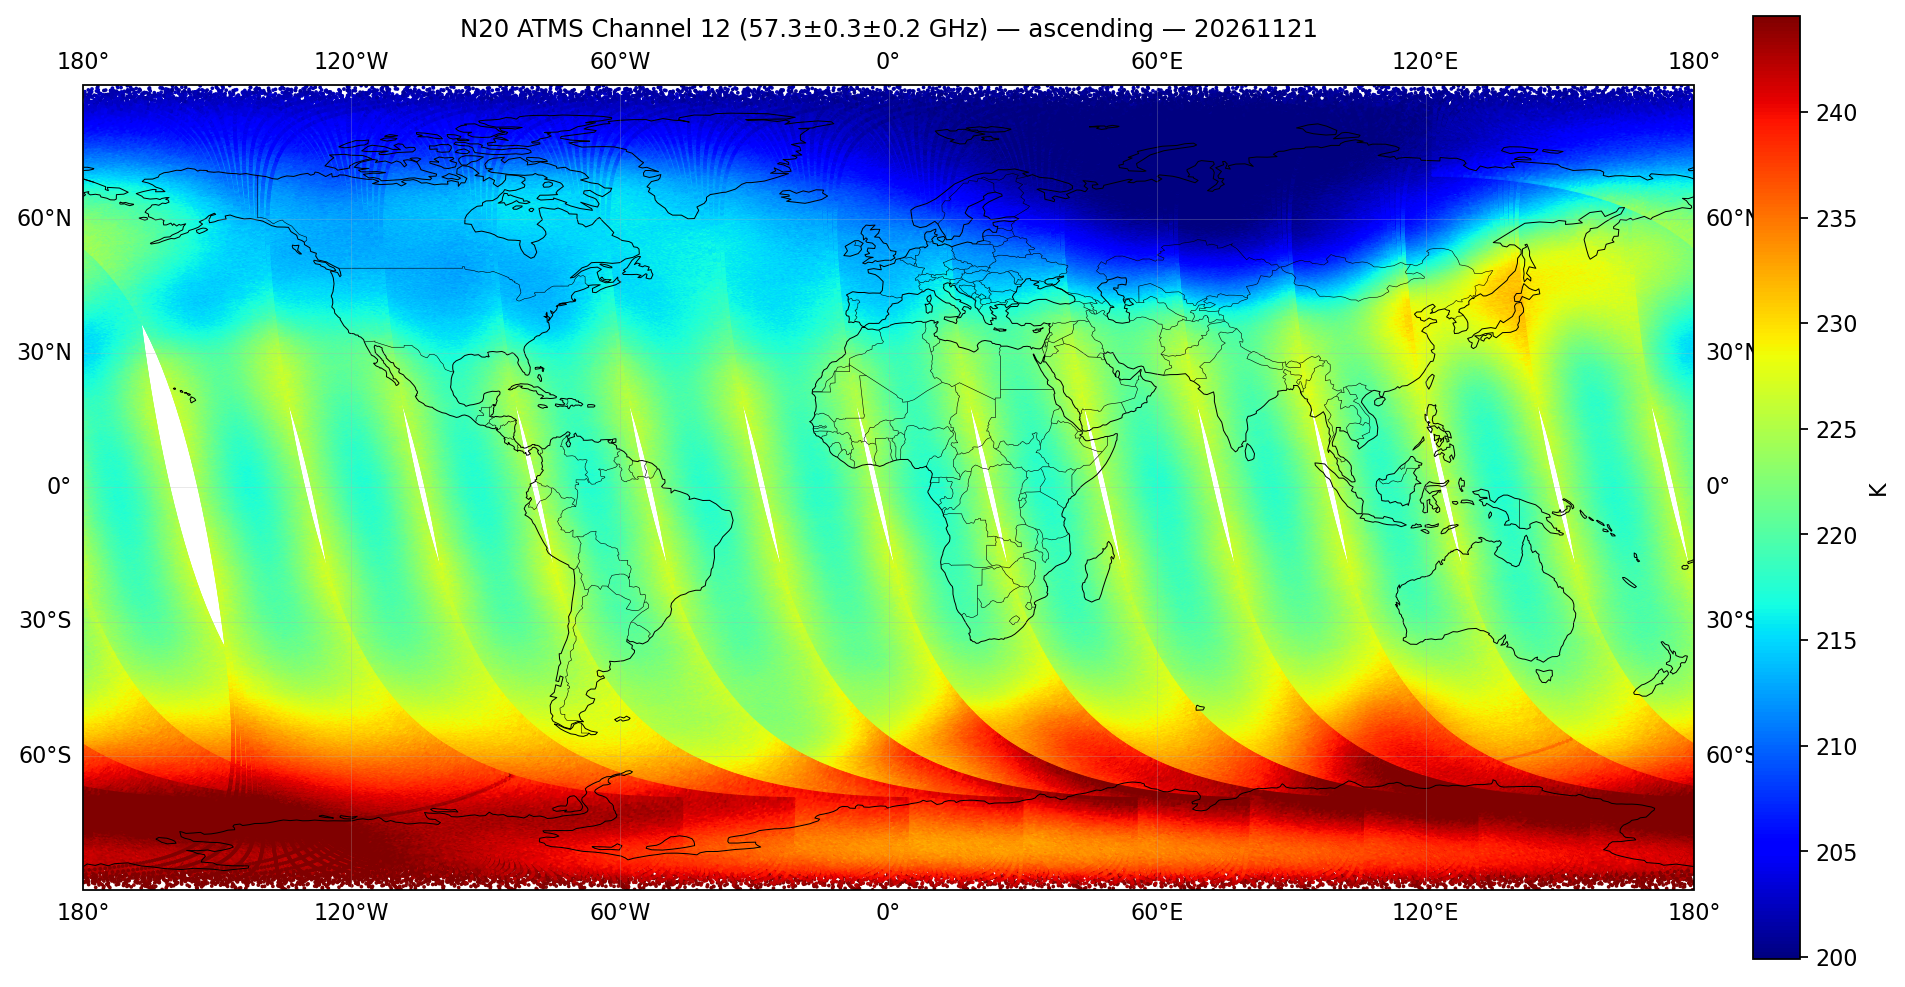 N20 ATMS Channel 12 (57.3±0.3±0.2 GHz) — ascending — 20261121
180° 120°W 60°W 0° 60°E 120°E 180°
240
60°N 60°N
235
30°N 30°N
230
225
0° 0°
K
220
30°S 30°S
215
60°S 60°S
210
205
180° 120°W 60°W 0° 60°E 120°E 180°
200